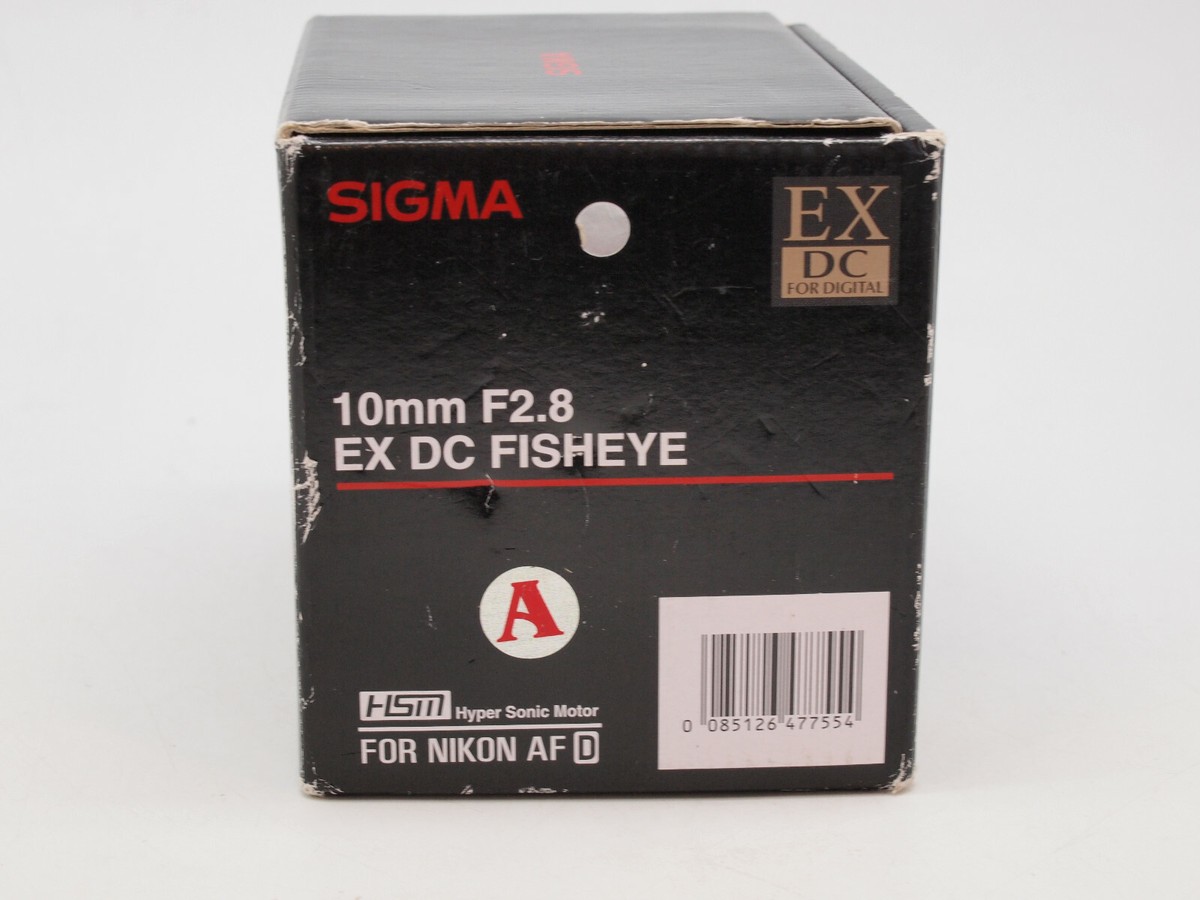 SIGMA
SIGMA
EX
DC
FOR DIGITAL
10mm F2.8
EX DC FISHEYE
A
HSM Hyper Sonic Motor
FOR NIKON AF D
0 085126 477554